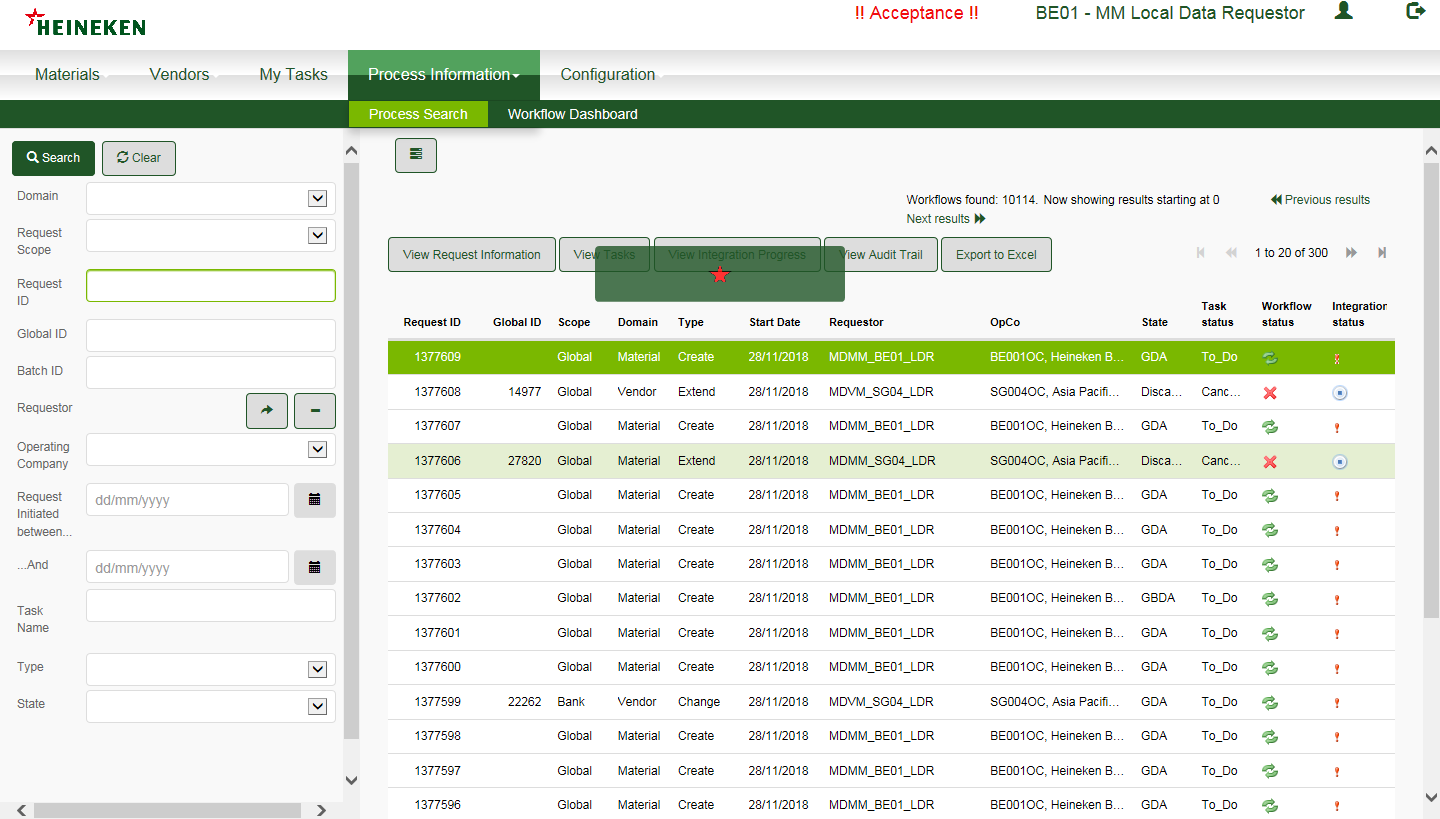 HEINEKEN
!! Acceptance !!
BE01 - MM Local Data Requestor
Materials
Vendors
My Tasks
Process Information
Configuration
Process Search
Workflow Dashboard
Search
Clear
Domain
Request
Scope
Request
ID
Global ID
Batch ID
Requestor
Operating
Company
Request
Initiated
between...
dd/mm/yyyy
...And
dd/mm/yyyy
Task
Name
Type
State
Workflows found: 10114. Now showing results starting at 0
Previous results
Next results
View Request Information
View Tasks
View Integration Progress
View Audit Trail
Export to Excel
1 to 20 of 300
Request ID Global ID Scope Domain Type Start Date Requestor OpCo State Task status Workflow status Integration status
1377609 Global Material Create 28/11/2018 MDMM_BE01_LDR BE001OC, Heineken B... GDA To_Do
1377608 14977 Global Vendor Extend 28/11/2018 MDVM_SG04_LDR SG004OC, Asia Pacifi... Disca... Canc...
1377607 Global Material Create 28/11/2018 MDMM_BE01_LDR BE001OC, Heineken B... GDA To_Do
1377606 27820 Global Material Extend 28/11/2018 MDMM_SG04_LDR SG004OC, Asia Pacifi... Disca... Canc...
1377605 Global Material Create 28/11/2018 MDMM_BE01_LDR BE001OC, Heineken B... GDA To_Do
1377604 Global Material Create 28/11/2018 MDMM_BE01_LDR BE001OC, Heineken B... GDA To_Do
1377603 Global Material Create 28/11/2018 MDMM_BE01_LDR BE001OC, Heineken B... GDA To_Do
1377602 Global Material Create 28/11/2018 MDMM_BE01_LDR BE001OC, Heineken B... GBDA To_Do
1377601 Global Material Create 28/11/2018 MDMM_BE01_LDR BE001OC, Heineken B... GDA To_Do
1377600 Global Material Create 28/11/2018 MDMM_BE01_LDR BE001OC, Heineken B... GDA To_Do
1377599 22262 Bank Vendor Change 28/11/2018 MDVM_SG04_LDR SG004OC, Asia Pacifi... GDA To_Do
1377598 Global Material Create 28/11/2018 MDMM_BE01_LDR BE001OC, Heineken B... GDA To_Do
1377597 Global Material Create 28/11/2018 MDMM_BE01_LDR BE001OC, Heineken B... GDA To_Do
1377596 Global Material Create 28/11/2018 MDMM_BE01_LDR BE001OC, Heineken B... GDA To_Do